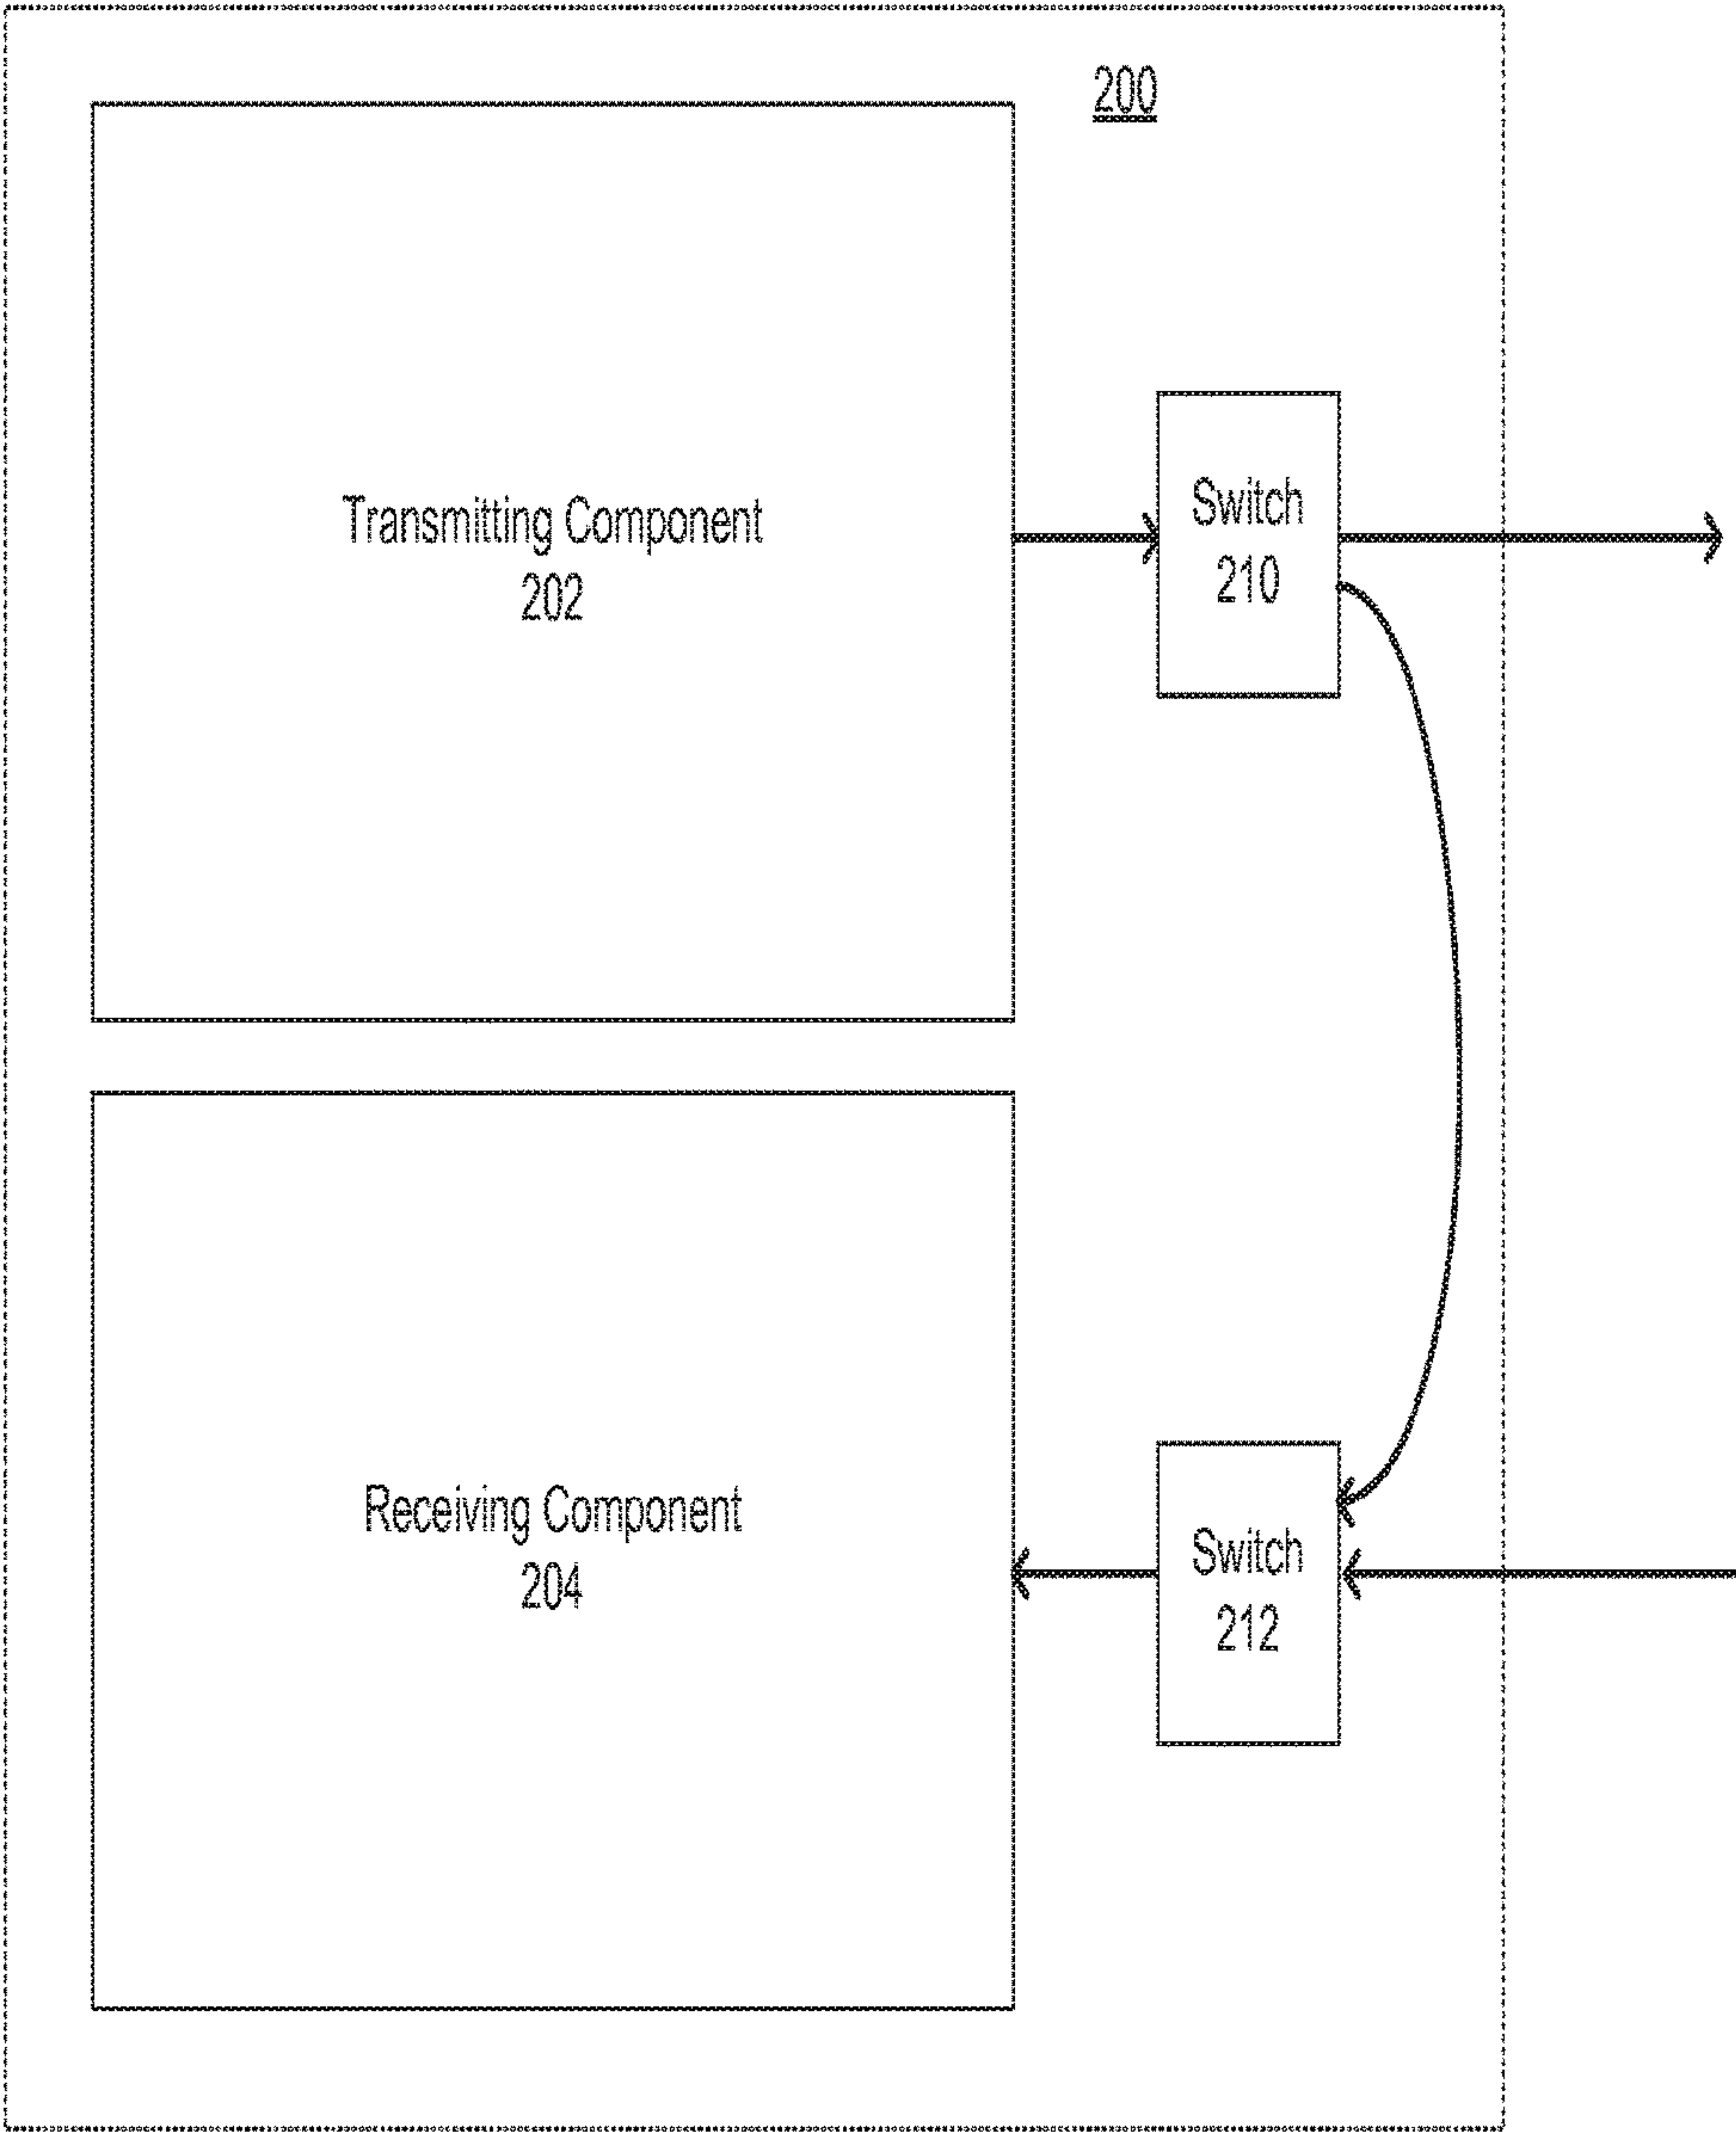 200
Transmitting Component
202
Switch
210
Receiving Component
204
Switch
212